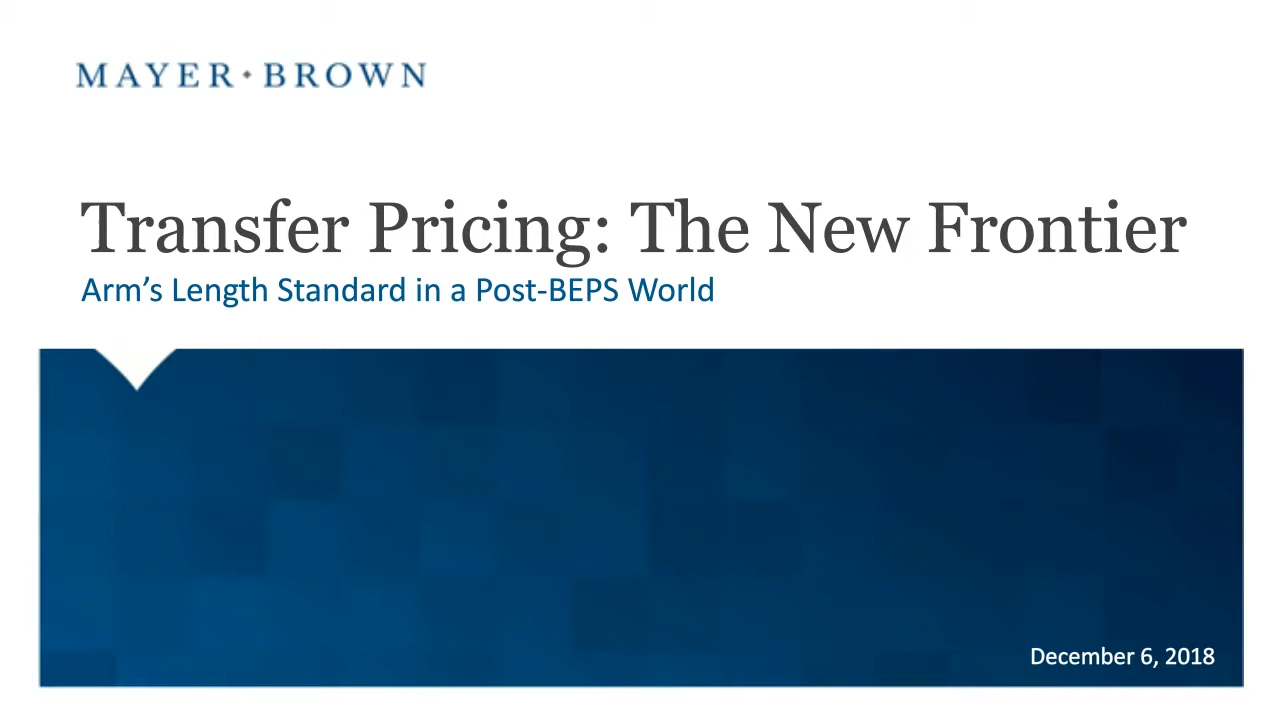 MAYER • BROWN
Transfer Pricing: The New Frontier
Arm’s Length Standard in a Post-BEPS World
December 6, 2018